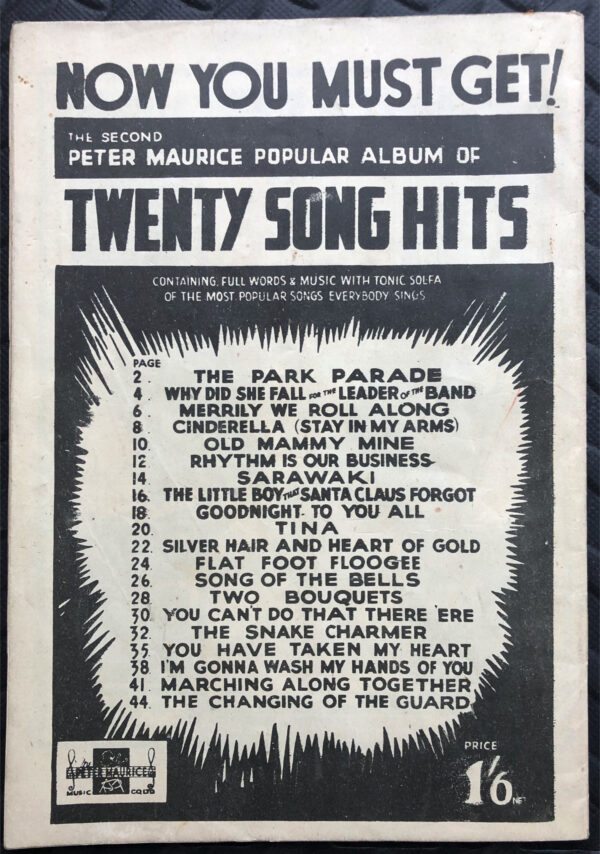 NOW YOU MUST GET!
THE SECOND
PETER MAURICE POPULAR ALBUM OF
TWENTY SONG HITS
CONTAINING FULL WORDS & MUSIC WITH TONIC SOLFA
OF THE MOST POPULAR SONGS EVERYBODY SINGS
PAGE
2. THE PARK PARADE
4. WHY DID SHE FALL FOR THE LEADER OF THE BAND
6. MERRILY WE ROLL ALONG
8. CINDERELLA (STAY IN MY ARMS)
10. OLD MAMMY MINE
12. RHYTHM IS OUR BUSINESS
14. SARAWAKI
16. THE LITTLE BOY THAT SANTA CLAUS FORGOT
18. GOODNIGHT TO YOU ALL
20. TINA
22. SILVER HAIR AND HEART OF GOLD
24. FLAT FOOT FLOOGEE
26. SONG OF THE BELLS
28. TWO BOUQUETS
30. YOU CAN'T DO THAT THERE 'ERE
32. THE SNAKE CHARMER
35. YOU HAVE TAKEN MY HEART
38. I'M GONNA WASH MY HANDS OF YOU
41. MARCHING ALONG TOGETHER
44. THE CHANGING OF THE GUARD
PETER MAURICE
MUSIC CO LTD
PRICE
1/6 NET